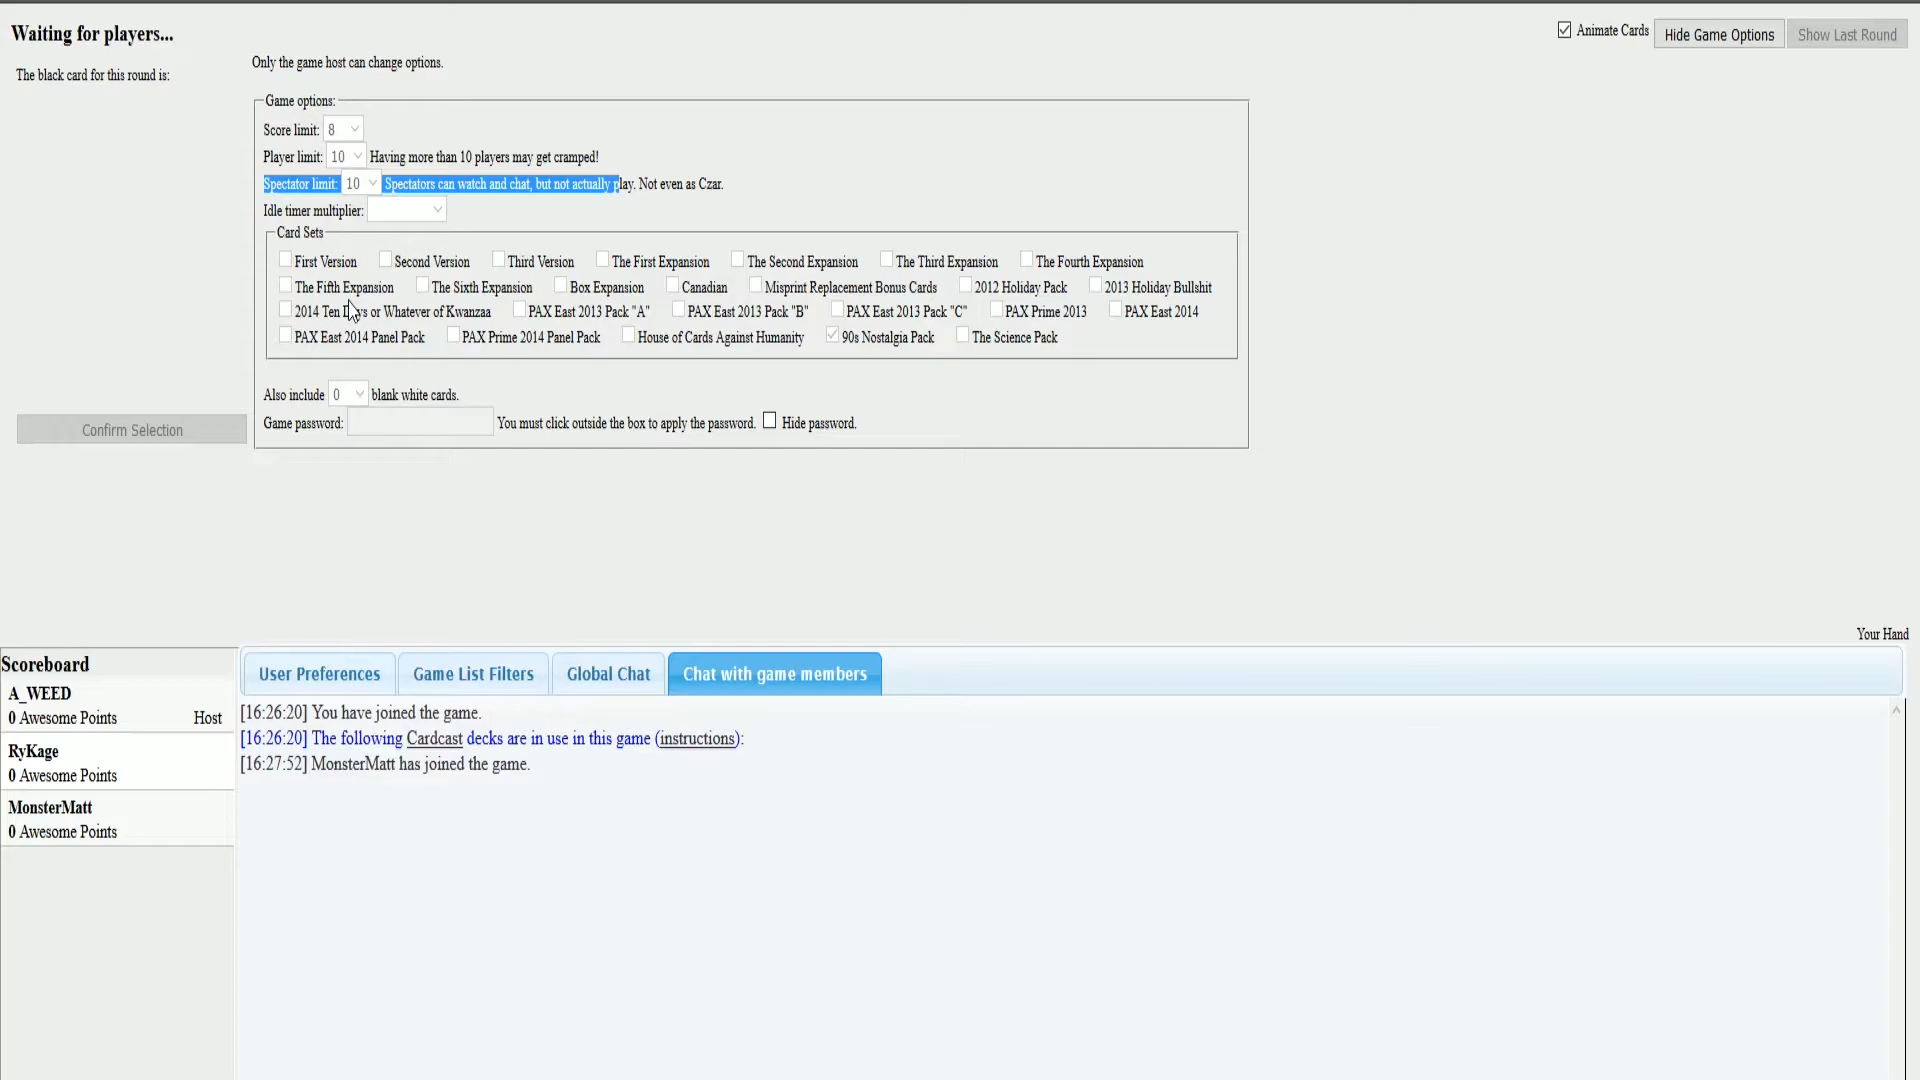 Waiting for players...
Animate Cards
Hide Game Options
Show Last Round
The black card for this round is:
Only the game host can change options.
Game options:
Score limit: 8
Player limit: 10 Having more than 10 players may get cramped!
Spectator limit: 10 Spectators can watch and chat, but not actually play. Not even as Czar.
Idle timer multiplier:
Card Sets
First Version Second Version Third Version The First Expansion The Second Expansion The Third Expansion The Fourth Expansion
The Fifth Expansion The Sixth Expansion Box Expansion Canadian Misprint Replacement Bonus Cards 2012 Holiday Pack 2013 Holiday Bullshit
2014 Ten Days or Whatever of Kwanzaa PAX East 2013 Pack "A" PAX East 2013 Pack "B" PAX East 2013 Pack "C" PAX Prime 2013 PAX East 2014
PAX East 2014 Panel Pack PAX Prime 2014 Panel Pack House of Cards Against Humanity 90s Nostalgia Pack The Science Pack
Also include 0 blank white cards.
Game password: You must click outside the box to apply the password. Hide password.
Confirm Selection
Your Hand
Scoreboard
A_WEED
0 Awesome Points Host
RyKage
0 Awesome Points
MonsterMatt
0 Awesome Points
User Preferences Game List Filters Global Chat Chat with game members
[16:26:20] You have joined the game.
[16:26:20] The following Cardcast decks are in use in this game (instructions):
[16:27:52] MonsterMatt has joined the game.